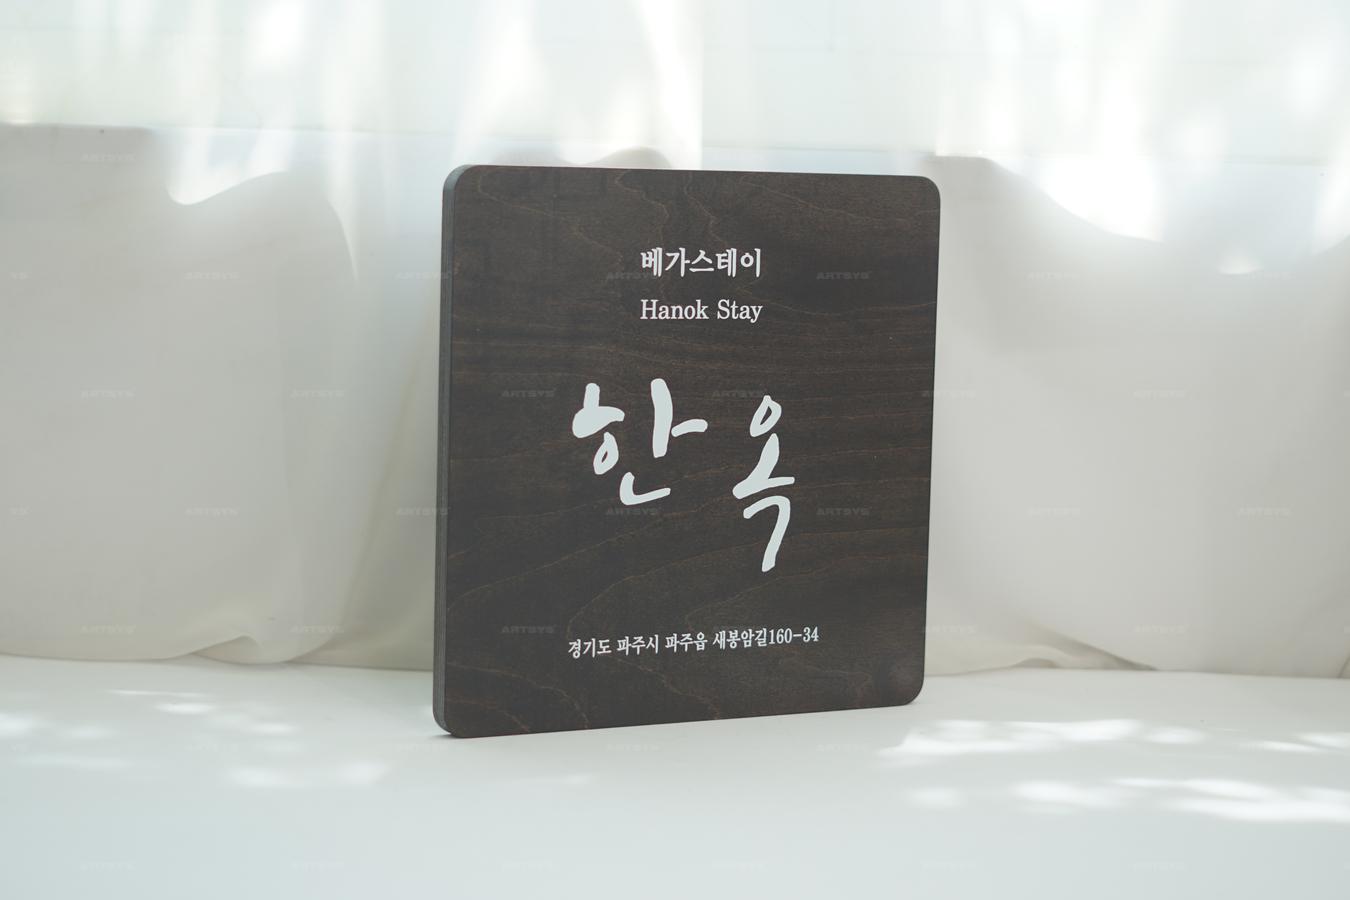 베가스테이
Hanok Stay
한옥
경기도 파주시 파주읍 새봉암길160-34
ARTSYS